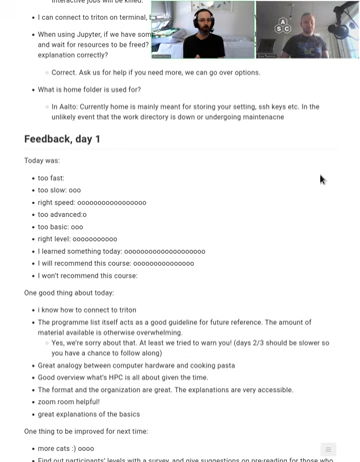 interactive jobs will be killed.
I can connect to triton on terminal,
When using Jupyter, if we have som
and wait for resources to be freed?
explanation correctly?
Correct. Ask us for help if you need more, we can go over options.
What is home folder is used for?
In Aalto: Currently home is mainly meant for storing your setting, ssh keys etc. In the
unlikely event that the work directory is down or undergoing maintenacne
Feedback, day 1
Today was:
too fast:
too slow: ooo
right speed: ooooooooooooooooo
too advanced:o
too basic: ooo
right level: ooooooooooo
I learned something today: oooooooooooooooooooo
I will recommend this course: ooooooooooooooo
I won't recommend this course:
One good thing about today:
i know how to connect to triton
The programme list itself acts as a good guideline for future reference. The amount of
material available is otherwise overwhelming.
Yes, we're sorry about that. At least we tried to warn you! (days 2/3 should be slower so
you have a chance to follow along)
Great analogy between computer hardware and cooking pasta
Good overview what's HPC is all about given the time.
The format and the organization are great. The explanations are very accessible.
zoom room helpful!
great explanations of the basics
One thing to be improved for next time:
more cats :) oooo
Find out participants' levels with a survey, and give suggestions on pre-reading for those who